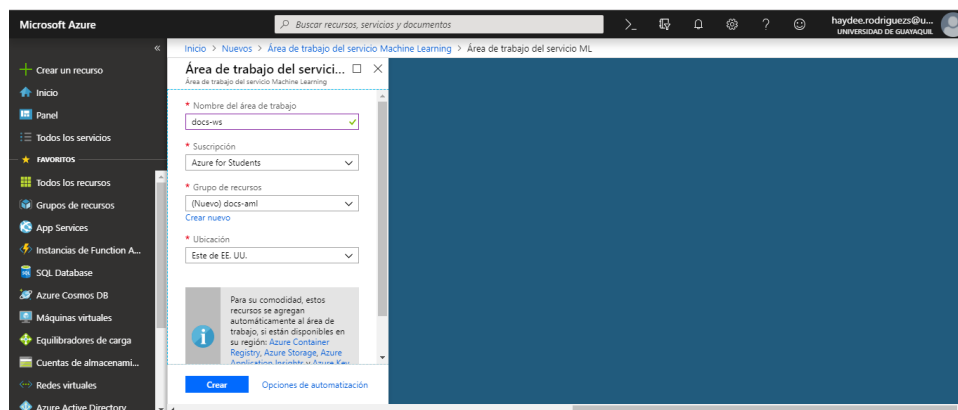 Microsoft Azure
Buscar recursos, servicios y documentos
haydee.rodriguezs@u...
UNIVERSIDAD DE GUAYAQUIL
Inicio > Nuevos > Área de trabajo del servicio Machine Learning > Área de trabajo del servicio ML
Crear un recurso
Inicio
Panel
Todos los servicios
FAVORITOS
Todos los recursos
Grupos de recursos
App Services
Instancias de Function A...
SQL Database
Azure Cosmos DB
Máquinas virtuales
Equilibradores de carga
Cuentas de almacenami...
Redes virtuales
Azure Active Directory
Área de trabajo del servici...
Área de trabajo del servicio Machine Learning
* Nombre del área de trabajo
docs-ws
* Suscripción
Azure for Students
* Grupo de recursos
(Nuevo) docs-aml
Crear nuevo
* Ubicación
Este de EE. UU.
Para su comodidad, estos
recursos se agregan
automáticamente al área de
trabajo, si están disponibles en
su región: Azure Container
Registry, Azure Storage, Azure
Application Insights y Azure Key
Crear
Opciones de automatización